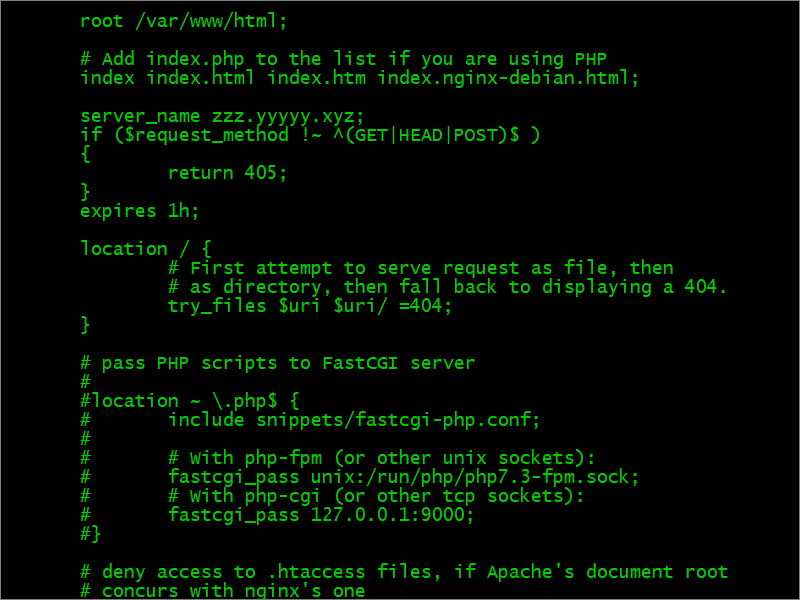 root /var/www/html;
# Add index.php to the list if you are using PHP
index index.html index.htm index.nginx-debian.html;
server_name zzz.yyyyy.xyz;
if ($request_method !~ ^(GET|HEAD|POST)$ )
{
return 405;
}
expires 1h;
location / {
# First attempt to serve request as file, then
# as directory, then fall back to displaying a 404.
try_files $uri $uri/ =404;
}
# pass PHP scripts to FastCGI server
#
#location ~ \.php$ {
#       include snippets/fastcgi-php.conf;
#
#       # With php-fpm (or other unix sockets):
#       fastcgi_pass unix:/run/php/php7.3-fpm.sock;
#       # With php-cgi (or other tcp sockets):
#       fastcgi_pass 127.0.0.1:9000;
#}
# deny access to .htaccess files, if Apache's document root
# concurs with nginx's one